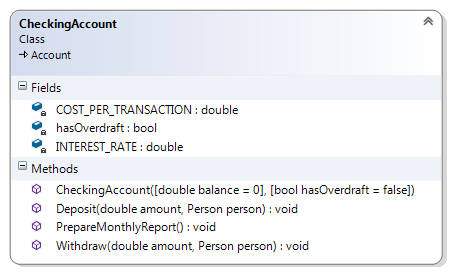 CheckingAccount
Class
Account
Fields
COST_PER_TRANSACTION : double
hasOverdraft : bool
INTEREST_RATE : double
Methods
CheckingAccount([double balance = 0], [bool hasOverdraft = false])
Deposit(double amount, Person person) : void
PrepareMonthlyReport() : void
Withdraw(double amount, Person person) : void